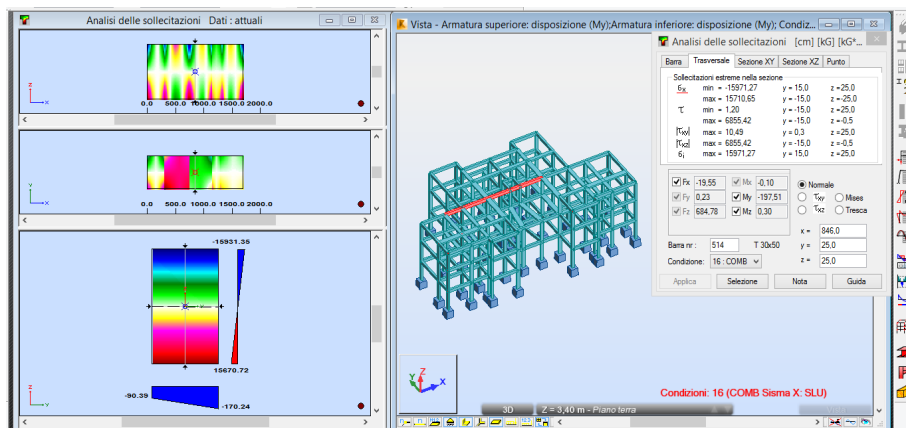 Analisi delle sollecitazioni Dati : attuali
Z
X
0.0 500.0 1000.0 1500.0 2000.0
Y
X
0.0 500.0 1000.0 1500.0 2000.0
-15931.35
15670.72
-90.39
-170.24
Z
Y
Vista - Armatura superiore: disposizione (My);Armatura inferiore: disposizione (My); Condiz...
Analisi delle sollecitazioni [cm] [kG] [kG*...
Barra Trasversale Sezione XY Sezione XZ Punto
Sollecitazioni estreme nella sezione
σx min = -15971,27 y = 15,0 z =25,0
max = 15710,65 y = -15,0 z =-25,0
τ min = 1,20 y = -15,0 z =25,0
max = 6855,42 y = -15,0 z =-0,5
|τxy| max = 10,49 y = 0,3 z =25,0
|τxz| max = 6855,42 y = -15,0 z =-0,5
σi max = 15971,27 y = 15,0 z =25,0
Fx -19,55 Mx -0,10 Normale
Fy 0,23 My -197,51 τXY Mises
Fz 684,78 Mz 0,30 τXZ Tresca
x = 846,0
Barra nr : 514 T 30x50 y = 25,0
Condizione: 16 : COMB z = 25,0
Applica Selezione Nota Guida
Z
Y
X
Condizioni: 16 (COMB Sisma X: SLU)
3D Z = 3,40 m - Piano terra